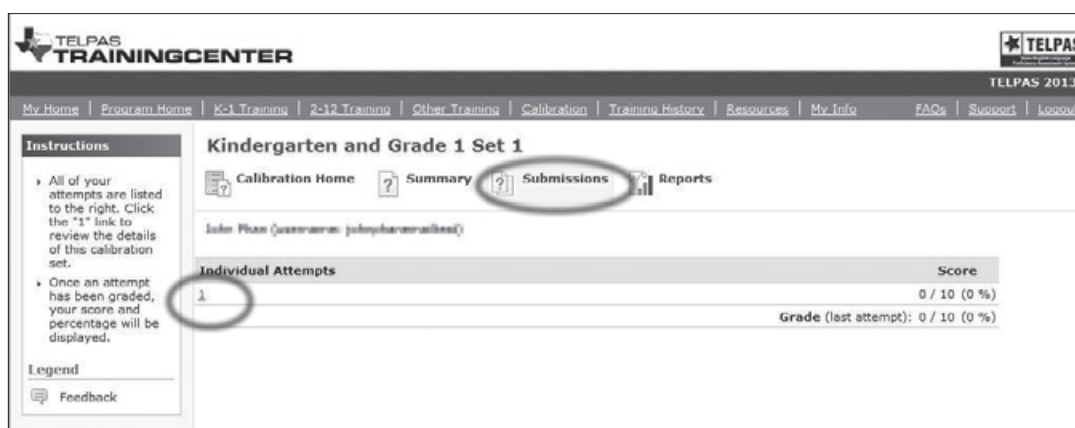 TELPAS
TRAININGCENTER
TELPAS
TELPAS 2013
My Home | Program Home | K-1 Training | 2-12 Training | Other Training | Calibration | Training History | Resources | My Info FAQs | Support | Logout
Instructions
All of your
attempts are listed
to the right. Click
the "1" link to
review the details
of this calibration
set.
Once an attempt
has been graded,
your score and
percentage will be
displayed.
Legend
Feedback
Kindergarten and Grade 1 Set 1
Calibration Home Summary Submissions Reports
Individual Attempts Score
1 0 / 10 (0 %)
Grade (last attempt): 0 / 10 (0 %)